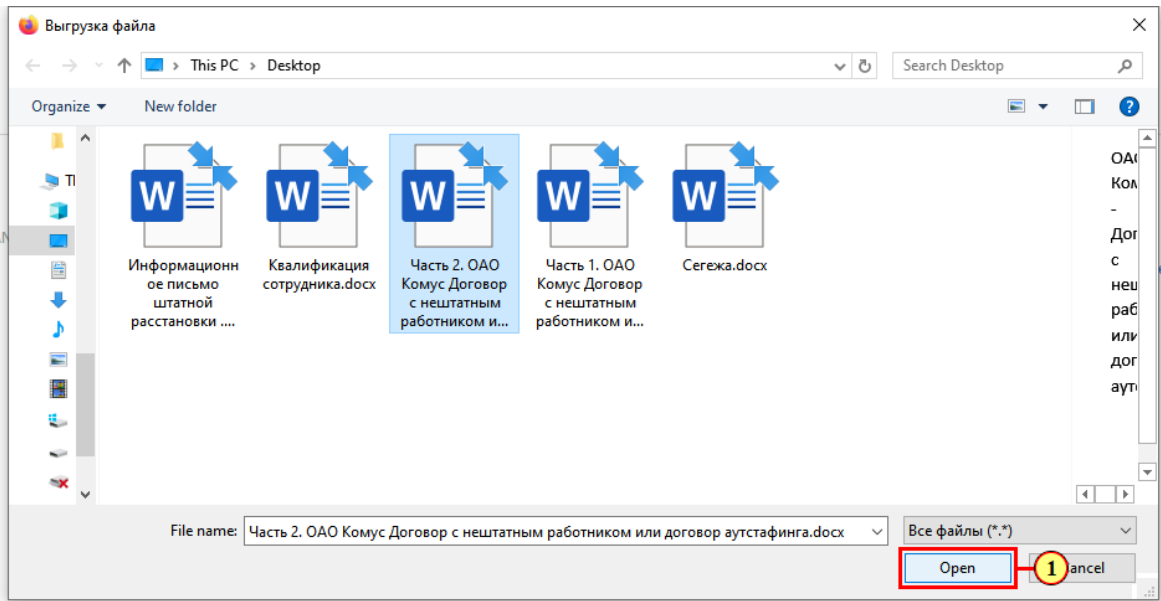 Выгрузка файла
This PC > Desktop
Search Desktop
Organize
New folder
?
W
W
W
W
W
Информационн
ое письмо
штатной
расстановки ....
Квалификация
сотрудника.docx
Часть 2. ОАО
Комус Договор
с нештатным
работником и...
Часть 1. ОАО
Комус Договор
с нештатным
работником и...
Сегежа.docx
-
с
или
File name:
Часть 2. ОАО Комус Договор с нештатным работником или договор аутстафинга.docx
Все файлы (*.*)
Open
1
ancel